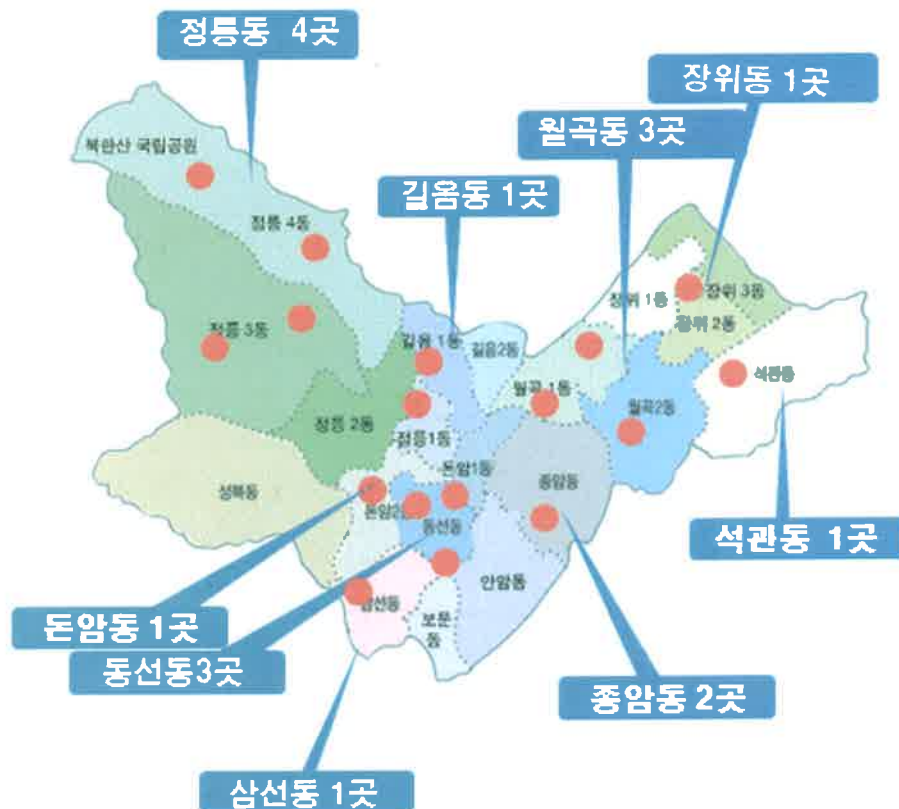 정릉동 4곳
장위동 1곳
월곡동 3곳
북한산 국립공원
길음동 1곳
정릉 4동
장위 1동
장위 3동
장위 2동
정릉 3동
길음 1동
길음2동
석관동
월곡 1동
월곡2동
정릉 2동
정릉1동
돈암1동
성북동
종암동
돈암2동
동선동
석관동 1곳
안암동
삼선동
보문
동
돈암동 1곳
동선동3곳
종암동 2곳
삼선동 1곳